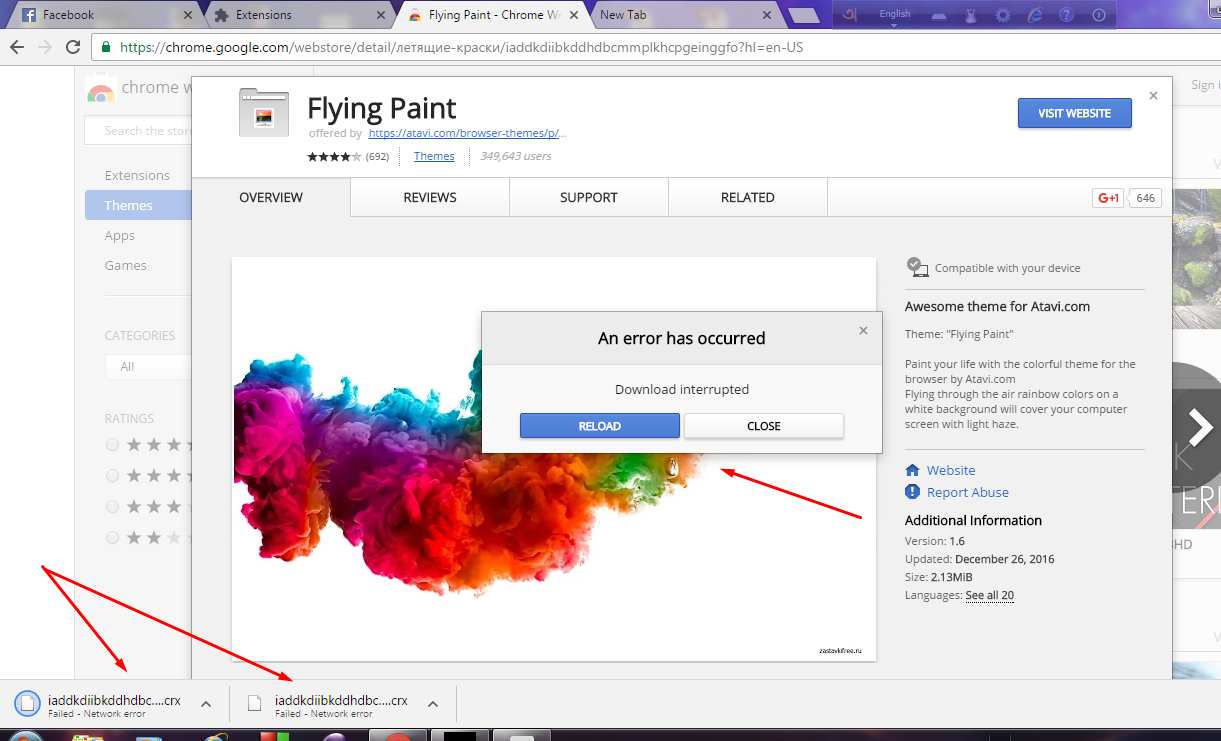 Facebook
Extensions
Flying Paint - Chrome We
New Tab
English
https://chrome.google.com/webstore/detail/летящие-краски/iaddkdiibkddhdbcmmplkhcpgeinggfo?hl=en-US
chrome w
Sign i
Search the store
Extensions
Themes
Apps
Games
CATEGORIES
All
RATINGS
Flying Paint
offered by https://atavi.com/browser-themes/p/...
(692)
Themes
349,643 users
VISIT WEBSITE
OVERVIEW
REVIEWS
SUPPORT
RELATED
G+1
646
An error has occurred
Download interrupted
RELOAD
CLOSE
zastavkifree.ru
Compatible with your device
Awesome theme for Atavi.com
Theme: "Flying Paint"
Paint your life with the colorful theme for the
browser by Atavi.com
Flying through the air rainbow colors on a
white background will cover your computer
screen with light haze.
Website
Report Abuse
Additional Information
Version: 1.6
Updated: December 26, 2016
Size: 2.13MiB
Languages: See all 20
HD
iaddkdiibkddhdbc....crx
Failed - Network error
iaddkdiibkddhdbc....crx
Failed - Network error